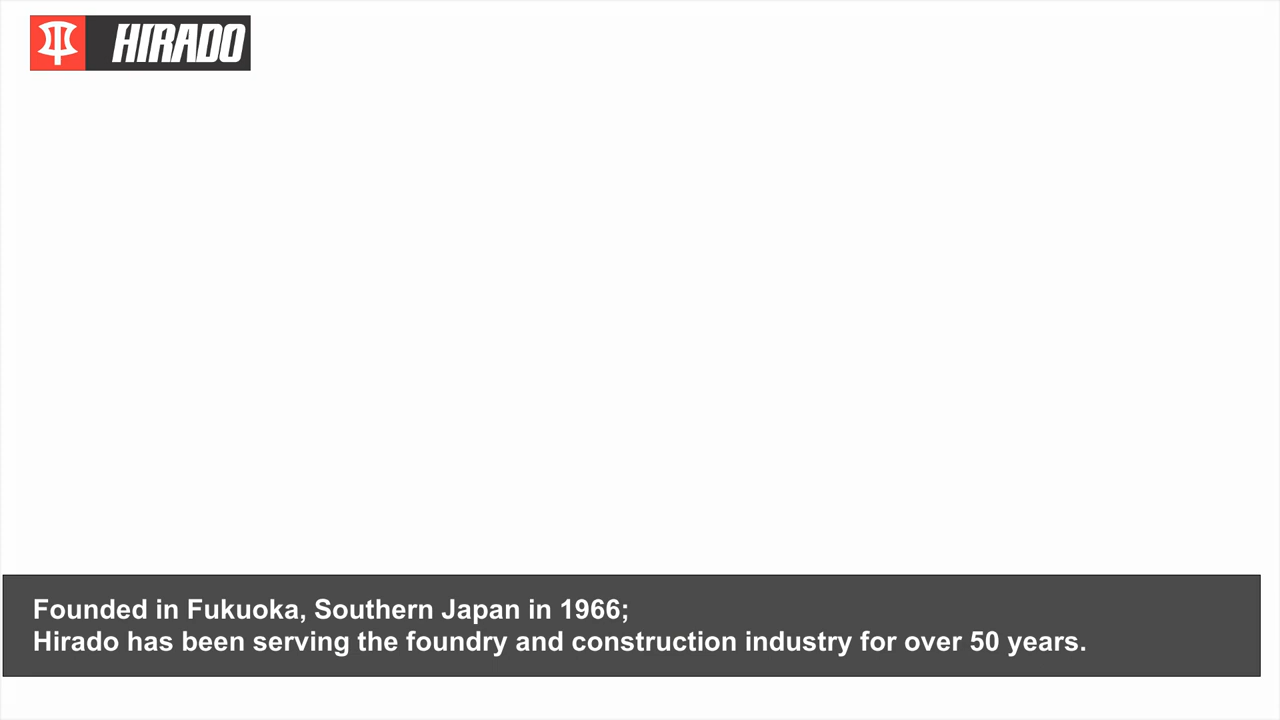 HIRADO
Founded in Fukuoka, Southern Japan in 1966;
Hirado has been serving the foundry and construction industry for over 50 years.